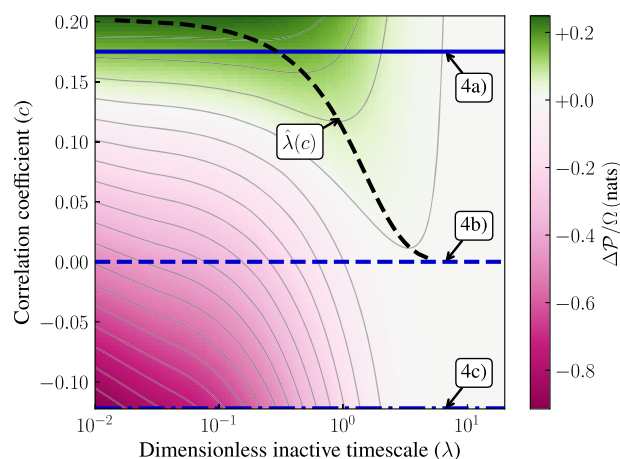 0.20
0.15
0.10
0.05
0.00
−0.05
−0.10
Correlation coefficient (c)
4a)
λ̂(c)
4b)
4c)
10⁻²
10⁻¹
10⁰
10¹
Dimensionless inactive timescale (λ)
+0.2
+0.0
−0.2
−0.4
−0.6
−0.8
Δ𝒫/Ω (nats)